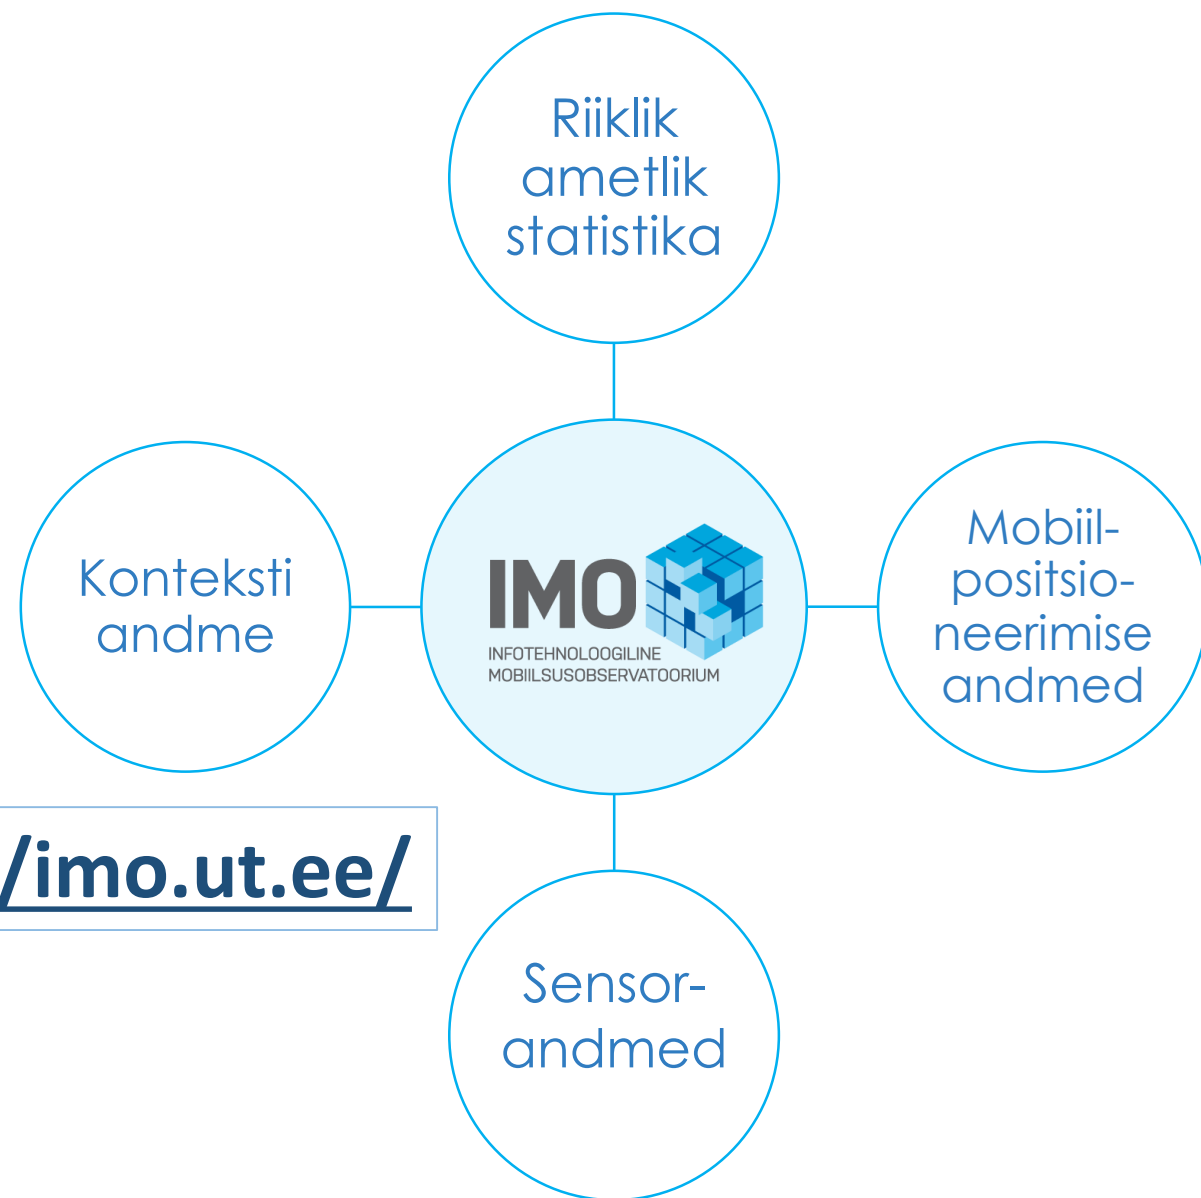 Riiklik
ametlik
statistika
Konteksti
andme
IMO
INFOTEHNOLOOGILINE
MOBIILSUSOBSERVATOORIUM
Mobiil-
positsio-
neerimise
andmed
/imo.ut.ee/
Sensor-
andmed